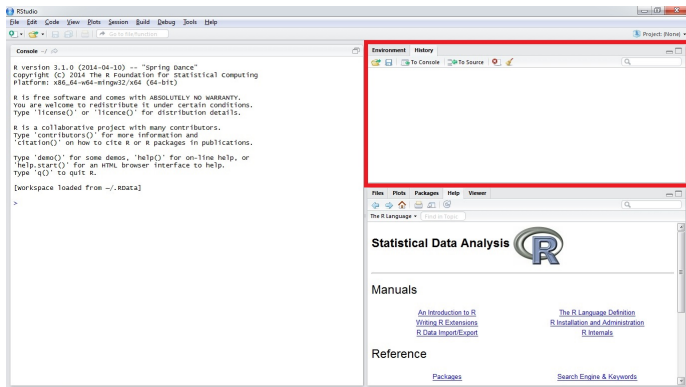 RStudio
File Edit Code View Plots Session Build Debug Tools Help
Go to file/function
Project: (None)
Console ~/
R version 3.1.0 (2014-04-10) -- "Spring Dance"
Copyright (C) 2014 The R Foundation for Statistical Computing
Platform: x86_64-w64-mingw32/x64 (64-bit)
R is free software and comes with ABSOLUTELY NO WARRANTY.
You are welcome to redistribute it under certain conditions.
Type 'license()' or 'licence()' for distribution details.
R is a collaborative project with many contributors.
Type 'contributors()' for more information and
'citation()' on how to cite R or R packages in publications.
Type 'demo()' for some demos, 'help()' for on-line help, or
'help.start()' for an HTML browser interface to help.
Type 'q()' to quit R.
[workspace loaded from ~/.RData]
>
Environment History
To Console To Source
Files Plots Packages Help Viewer
The R Language Find in Topic
Statistical Data Analysis R
Manuals
An Introduction to R The R Language Definition
Writing R Extensions R Installation and Administration
R Data Import/Export R Internals
Reference
Packages Search Engine & Keywords